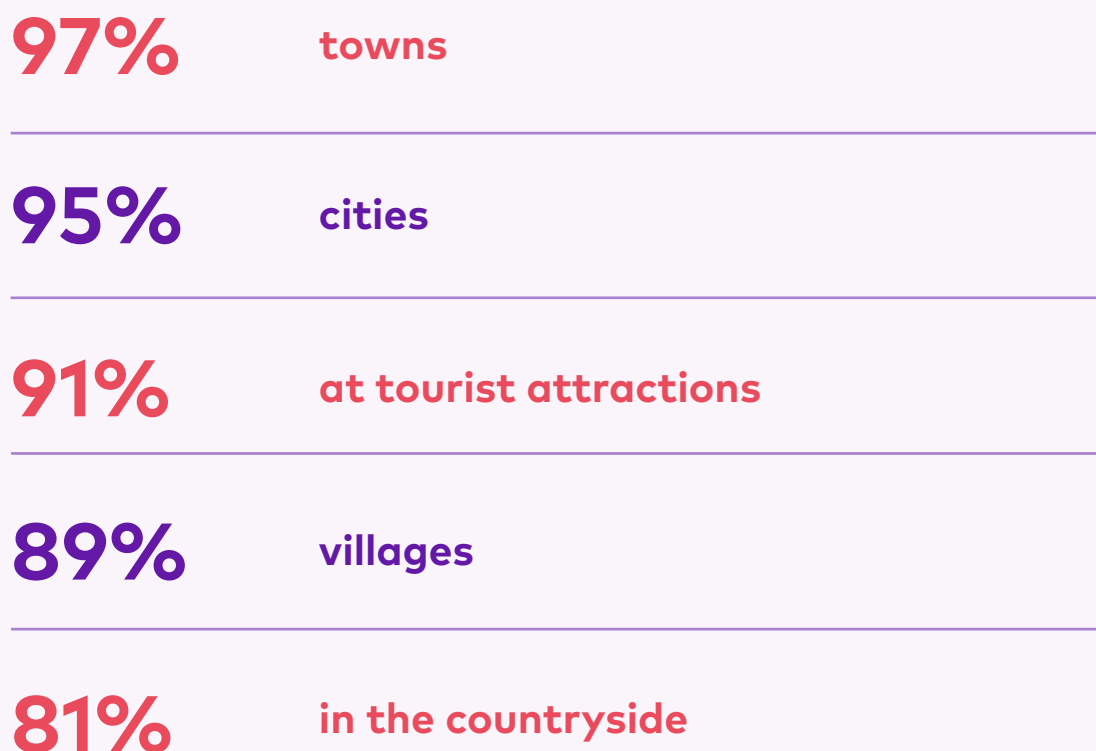 97% towns
95% cities
91% at tourist attractions
89% villages
81% in the countryside